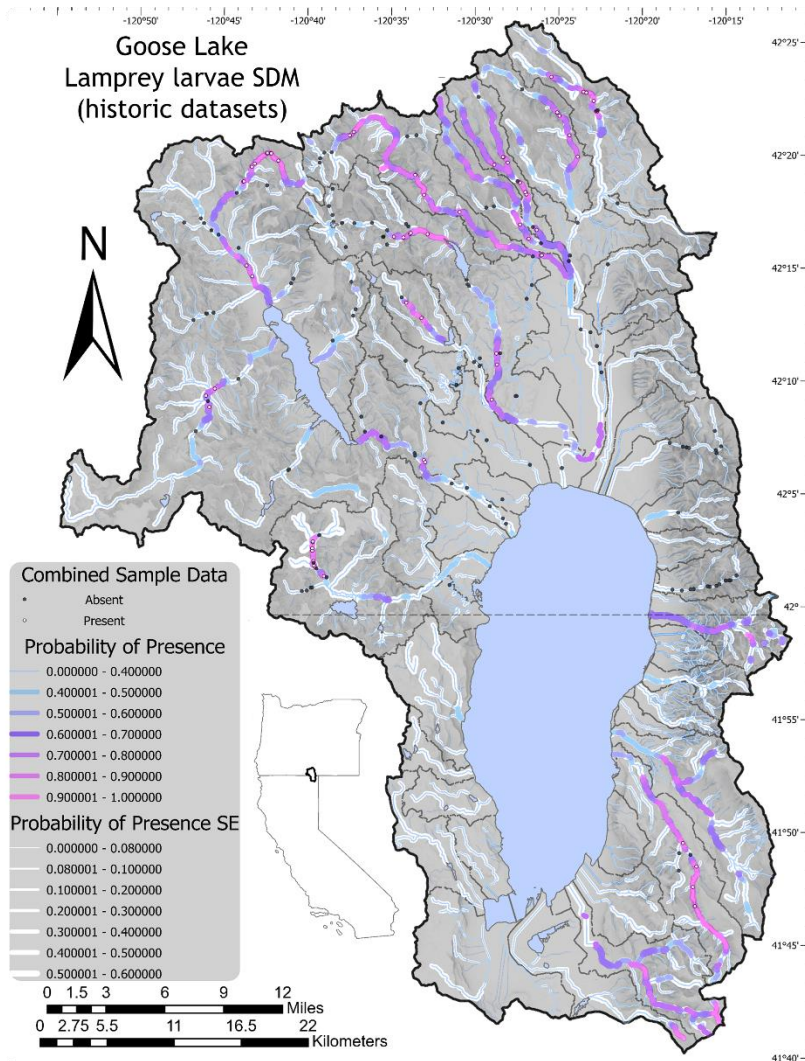 -120°50' -120°45' -120°40' -120°35' -120°30' -120°25' -120°20' -120°15'
Goose Lake
Lamprey larvae SDM
(historic datasets)
42°25'
42°20'
N
42°15'
42°10'
42°5'
Combined Sample Data
Absent
Present
42°
Probability of Presence
0.000000 - 0.400000
0.400001 - 0.500000
0.500001 - 0.600000
0.600001 - 0.700000
0.700001 - 0.800000
0.800001 - 0.900000
0.900001 - 1.000000
41°55'
Probability of Presence SE
0.000000 - 0.080000
0.080001 - 0.100000
0.100001 - 0.200000
0.200001 - 0.300000
0.300001 - 0.400000
0.400001 - 0.500000
0.500001 - 0.600000
41°50'
41°45'
0 1.5 3 6 9 12
Miles
0 2.75 5.5 11 16.5 22
Kilometers
41°40'